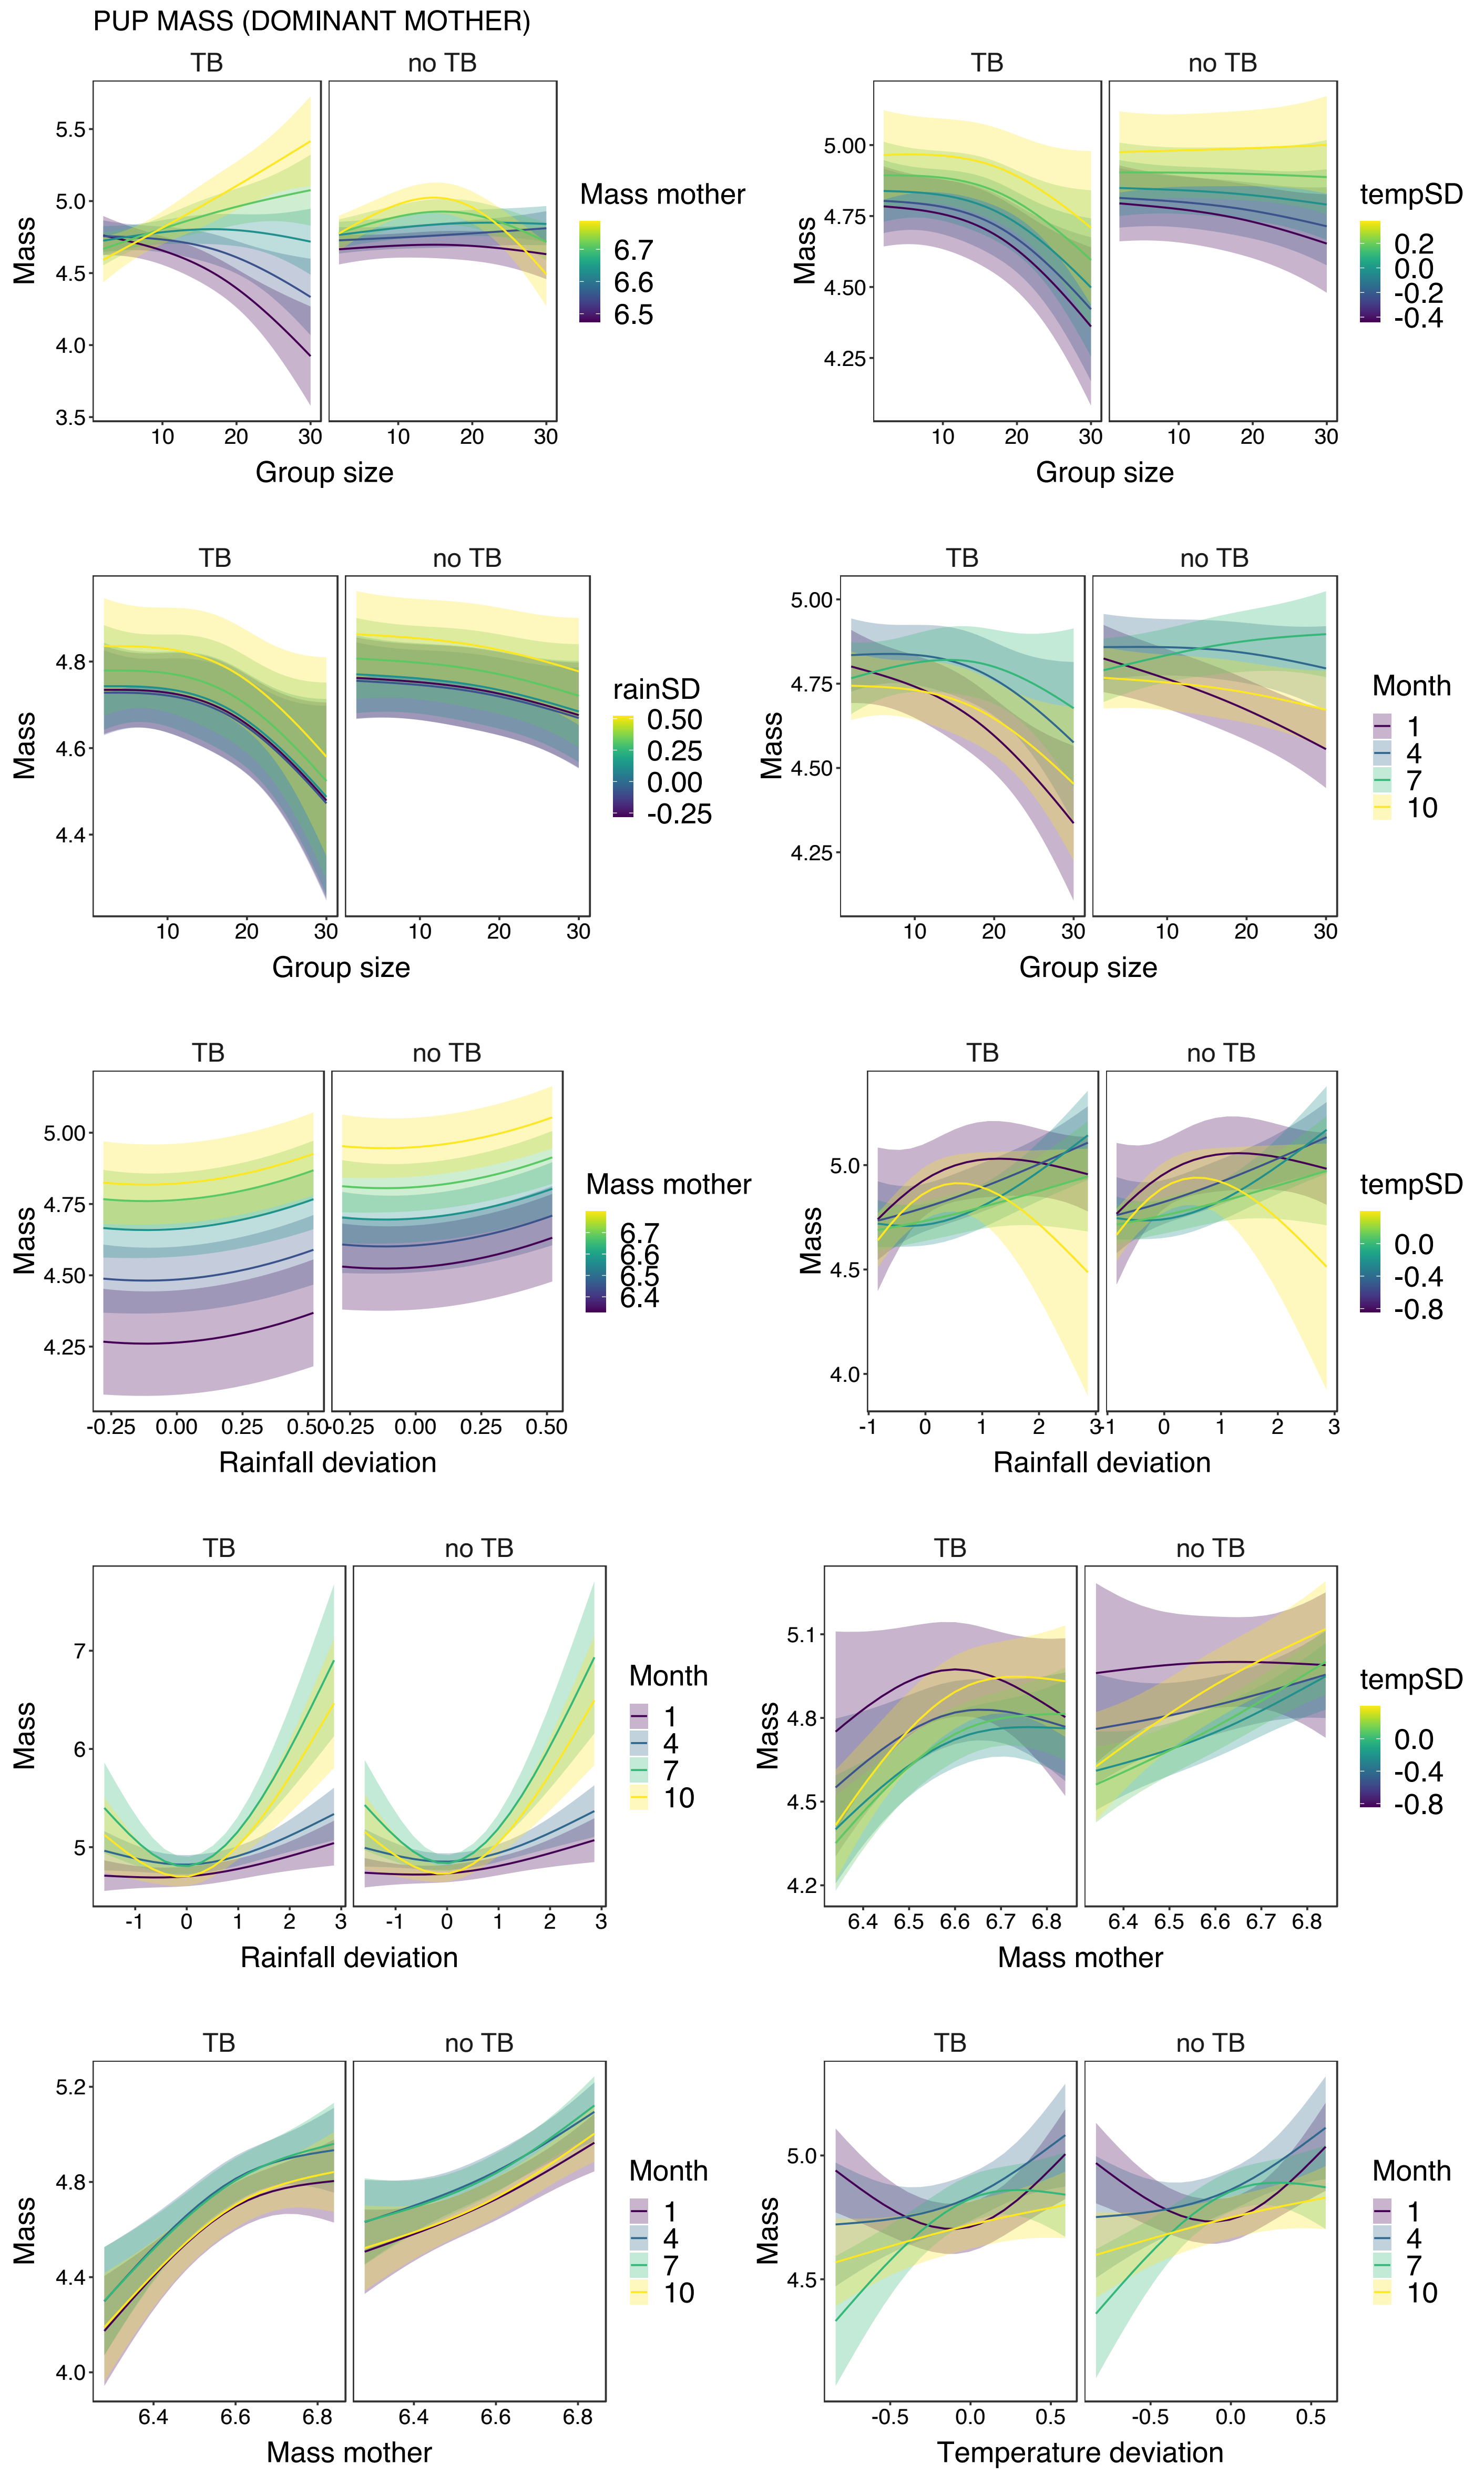 PUP MASS (DOMINANT MOTHER)
TB no TB
Mass
5.5
5.0
4.5
4.0
3.5
10 20 30 10 20 30
Group size
Mass mother
6.7
6.6
6.5
TB no TB
Mass
5.00
4.75
4.50
4.25
10 20 30 10 20 30
Group size
tempSD
0.2
0.0
-0.2
-0.4
TB no TB
Mass
4.8
4.6
4.4
10 20 30 10 20 30
Group size
rainSD
0.50
0.25
0.00
-0.25
TB no TB
Mass
5.00
4.75
4.50
4.25
10 20 30 10 20 30
Group size
Month
1
4
7
10
TB no TB
Mass
5.00
4.75
4.50
4.25
-0.25 0.00 0.25 0.50 -0.25 0.00 0.25 0.50
Rainfall deviation
Mass mother
6.7
6.6
6.5
6.4
TB no TB
Mass
5.0
4.5
4.0
-1 0 1 2 3 -1 0 1 2 3
Rainfall deviation
tempSD
0.0
-0.4
-0.8
TB no TB
Mass
7
6
5
-1 0 1 2 3 -1 0 1 2 3
Rainfall deviation
Month
1
4
7
10
TB no TB
Mass
5.1
4.8
4.5
4.2
6.4 6.5 6.6 6.7 6.8 6.4 6.5 6.6 6.7 6.8
Mass mother
tempSD
0.0
-0.4
-0.8
TB no TB
Mass
5.2
4.8
4.4
4.0
6.4 6.6 6.8 6.4 6.6 6.8
Mass mother
Month
1
4
7
10
TB no TB
Mass
5.0
4.5
-0.5 0.0 0.5 -0.5 0.0 0.5
Temperature deviation
Month
1
4
7
10